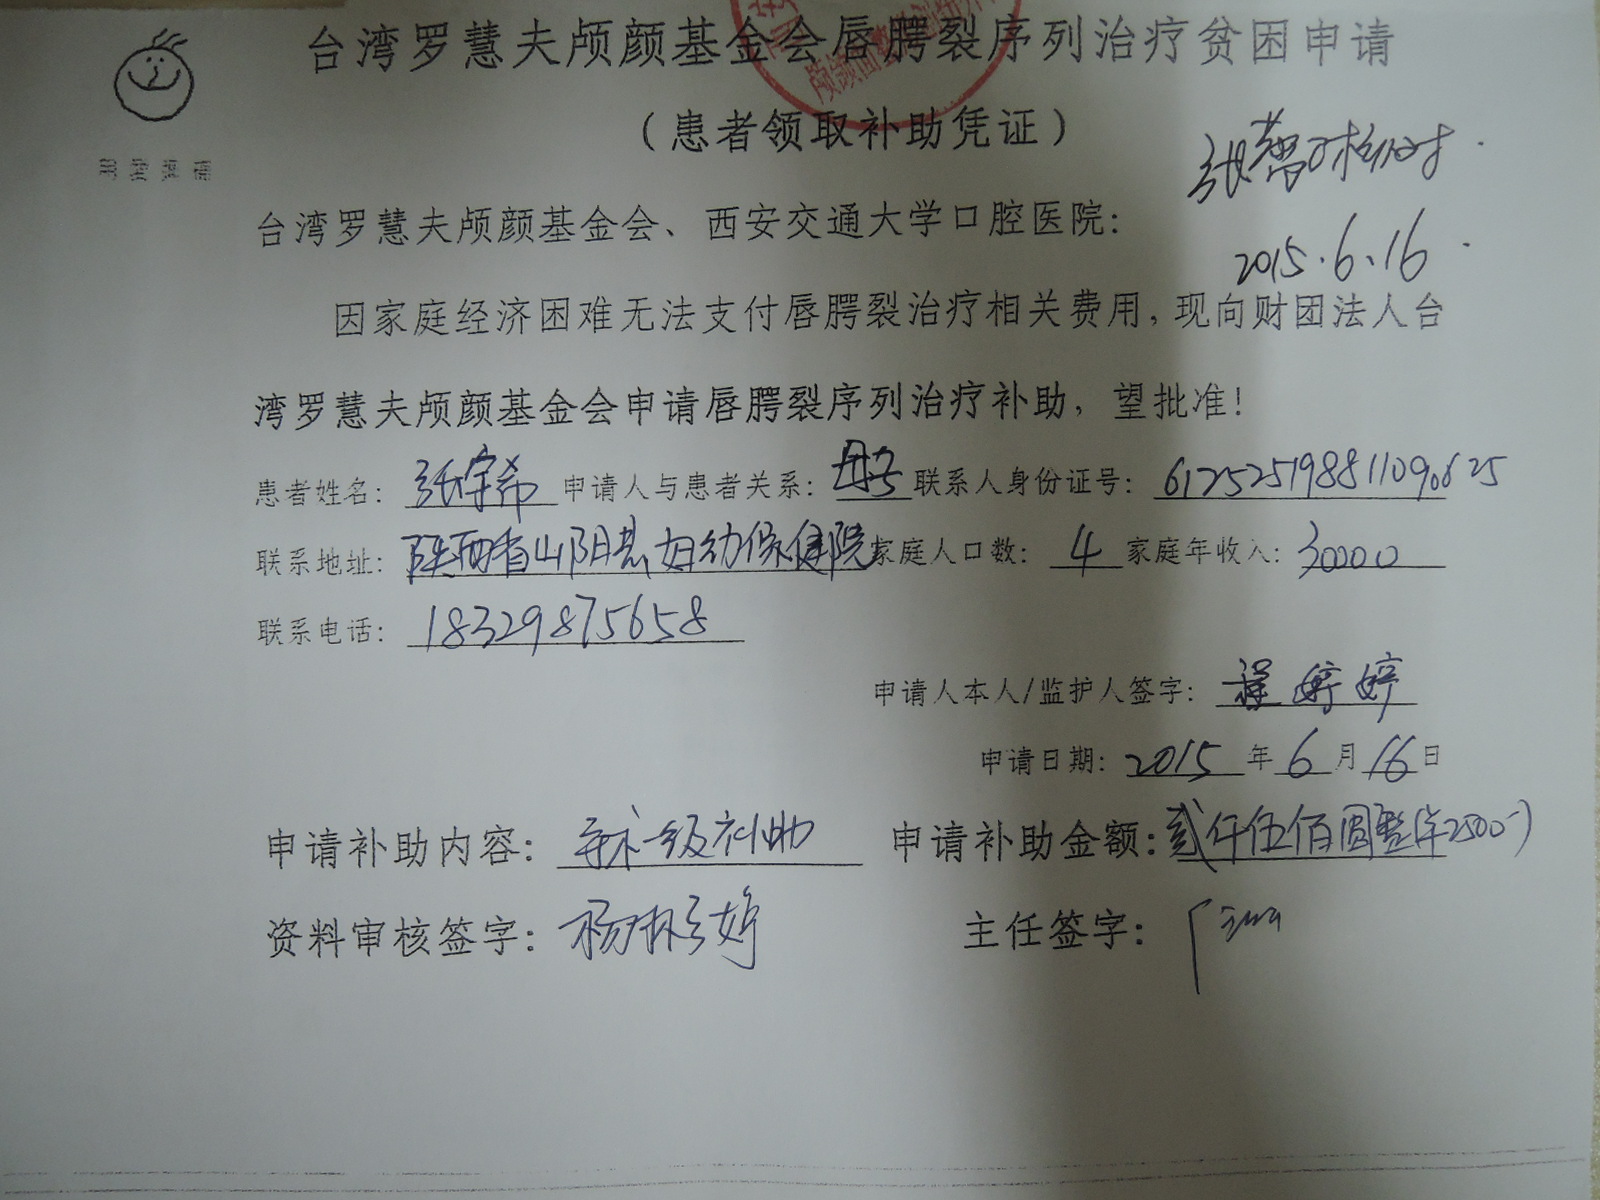 台湾罗慧夫颅颜基金会唇腭裂序列治疗贫困申请
（患者领取补助凭证）
用爱弥补
2015.6.16
台湾罗慧夫颅颜基金会、西安交通大学口腔医院：
因家庭经济困难无法支付唇腭裂治疗相关费用，现向财团法人台
湾罗慧夫颅颜基金会申请唇腭裂序列治疗补助，望批准！
患者姓名：张宇希 申请人与患者关系：母子 联系人身份证号：612525198811090625
联系地址：陕西省山阳县妇幼保健院 家庭人口数：4 家庭年收入：30000
联系电话：18329875658
申请人本人/监护人签字：程婷婷
申请日期：2015年6月16日
申请补助内容：手术一级补助 申请补助金额：贰仟伍佰圆整(￥2500-)
资料审核签字：杨 婷 主任签字：